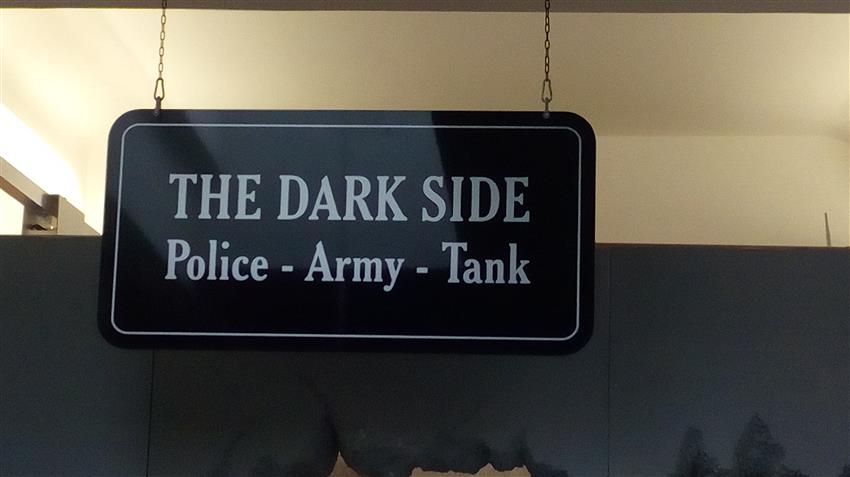 THE DARK SIDE
Police - Army - Tank